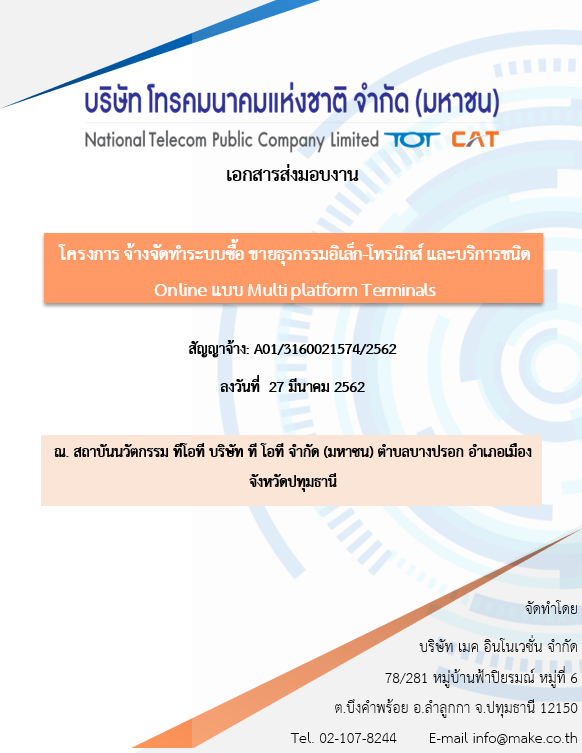 บริษัท โทรคมนาคมแห่งชาติ จำกัด (มหาชน)
National Telecom Public Company Limited TOT CAT
เอกสารส่งมอบงาน
โครงการ จ้างจัดทำระบบซื้อ ขายธุรกรรมอิเล็ก-โทรนิกส์ และบริการชนิด
Online แบบ Multi platform Terminals
สัญญาจ้าง: A01/3160021574/2562
ลงวันที่ 27 มีนาคม 2562
ณ. สถาบันนวัตกรรม ทีโอที บริษัท ที โอที จำกัด (มหาชน) ตำบลบางปรอก อำเภอเมือง
จังหวัดปทุมธานี
จัดทำโดย
บริษัท เมค อินโนเวชั่น จำกัด
78/281 หมู่บ้านฟ้าปิยรมณ์ หมู่ที่ 6
ต.บึงคำพร้อย อ.ลำลูกกา จ.ปทุมธานี 12150
Tel. 02-107-8244 E-mail info@make.co.th